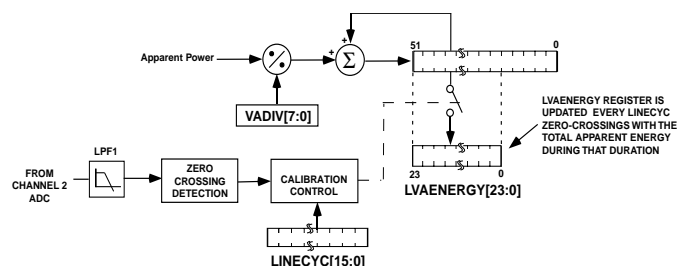 51
0
+
+
Apparent Power
%
Σ
VADIV[7:0]
LVAENERGY REGISTER IS
UPDATED EVERY LINECYC
ZERO-CROSSINGS WITH THE
TOTAL APPARENT ENERGY
DURING THAT DURATION
LPF1
FROM
CHANNEL 2
ADC
ZERO
CROSSING
DETECTION
CALIBRATION
CONTROL
23
0
LVAENERGY[23:0]
LINECYC[15:0]